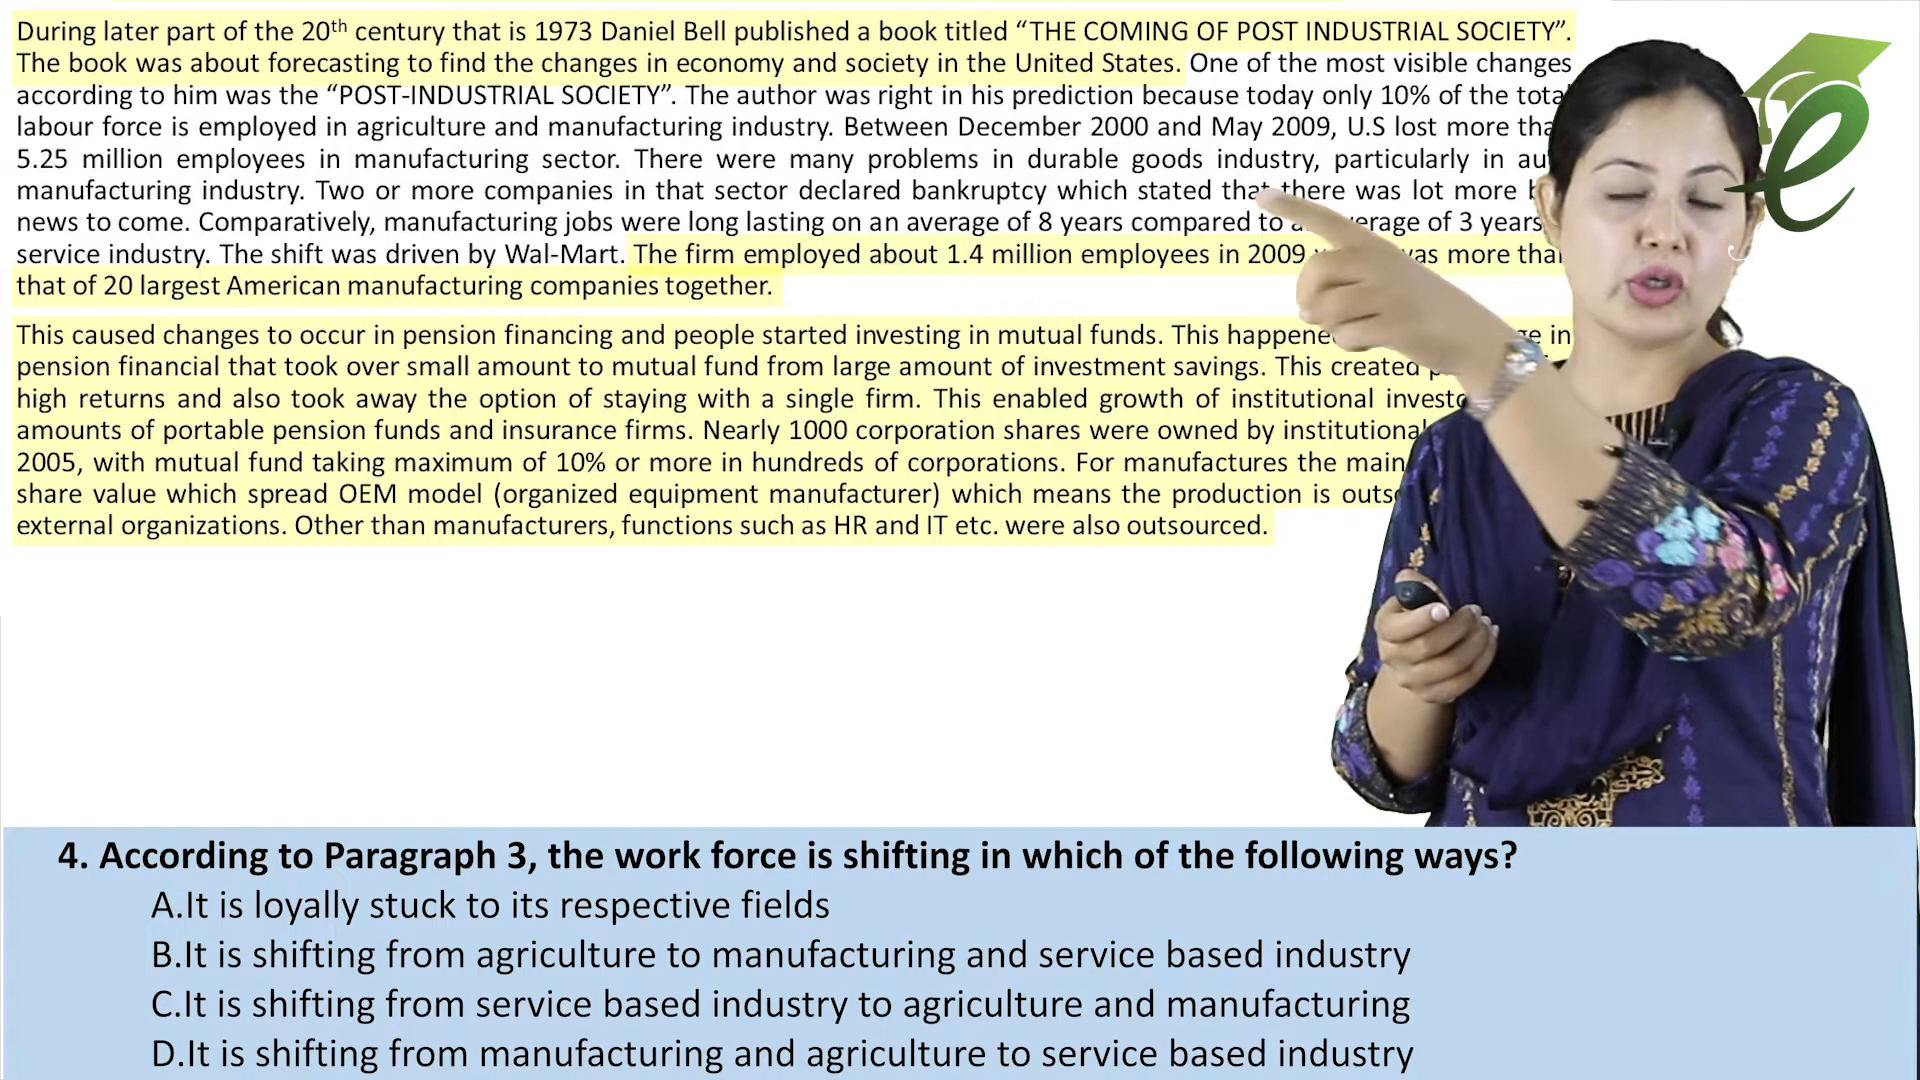 During later part of the 20th century that is 1973 Daniel Bell published a book titled “THE COMING OF POST INDUSTRIAL SOCIETY”.
The book was about forecasting to find the changes in economy and society in the United States. One of the most visible changes
according to him was the “POST-INDUSTRIAL SOCIETY”. The author was right in his prediction because today only 10% of the total
labour force is employed in agriculture and manufacturing industry. Between December 2000 and May 2009, U.S lost more
5.25 million employees in manufacturing sector. There were many problems in durable goods industry, particularly in
manufacturing industry. Two or more companies in that sector declared bankruptcy which stated that there was lot more
news to come. Comparatively, manufacturing jobs were long lasting on an average of 8 years compared to average of 3 years
service industry. The shift was driven by Wal-Mart. The firm employed about 1.4 million employees in 2009 was more than
that of 20 largest American manufacturing companies together.
This caused changes to occur in pension financing and people started investing in mutual funds. This happened in
pension financial that took over small amount to mutual fund from large amount of investment savings. This created
high returns and also took away the option of staying with a single firm. This enabled growth of institutional
amounts of portable pension funds and insurance firms. Nearly 1000 corporation shares were owned by institutional
2005, with mutual fund taking maximum of 10% or more in hundreds of corporations. For manufactures the main
share value which spread OEM model (organized equipment manufacturer) which means the production is
external organizations. Other than manufacturers, functions such as HR and IT etc. were also outsourced.
4. According to Paragraph 3, the work force is shifting in which of the following ways?
A.It is loyally stuck to its respective fields
B.It is shifting from agriculture to manufacturing and service based industry
C.It is shifting from service based industry to agriculture and manufacturing
D.It is shifting from manufacturing and agriculture to service based industry